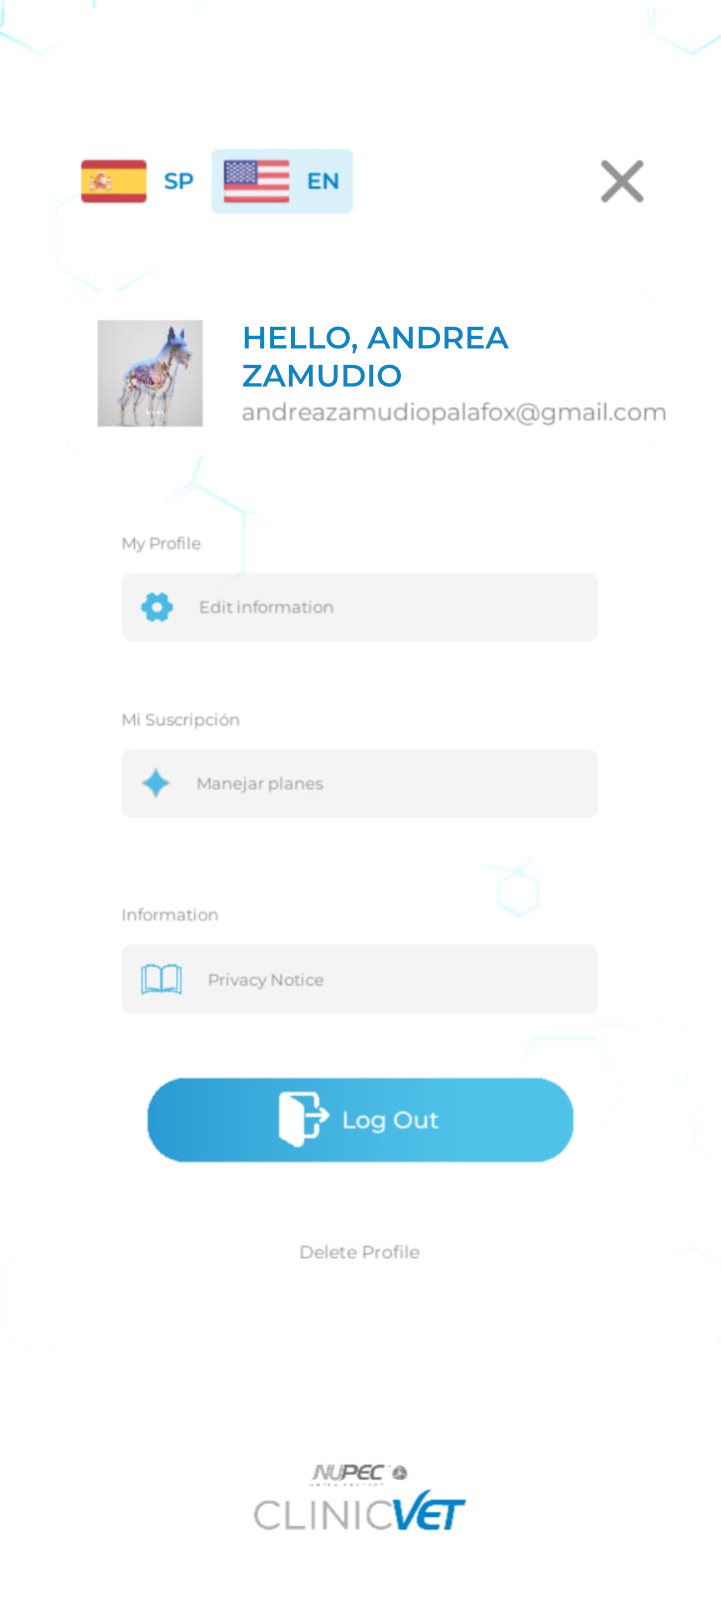 SP
EN
HELLO, ANDREA
ZAMUDIO
andreazamudiopalafox@gmail.com
My Profile
Edit information
Mi Suscripción
Manejar planes
Information
Privacy Notice
Log Out
Delete Profile
NUPEC
CLINICVET